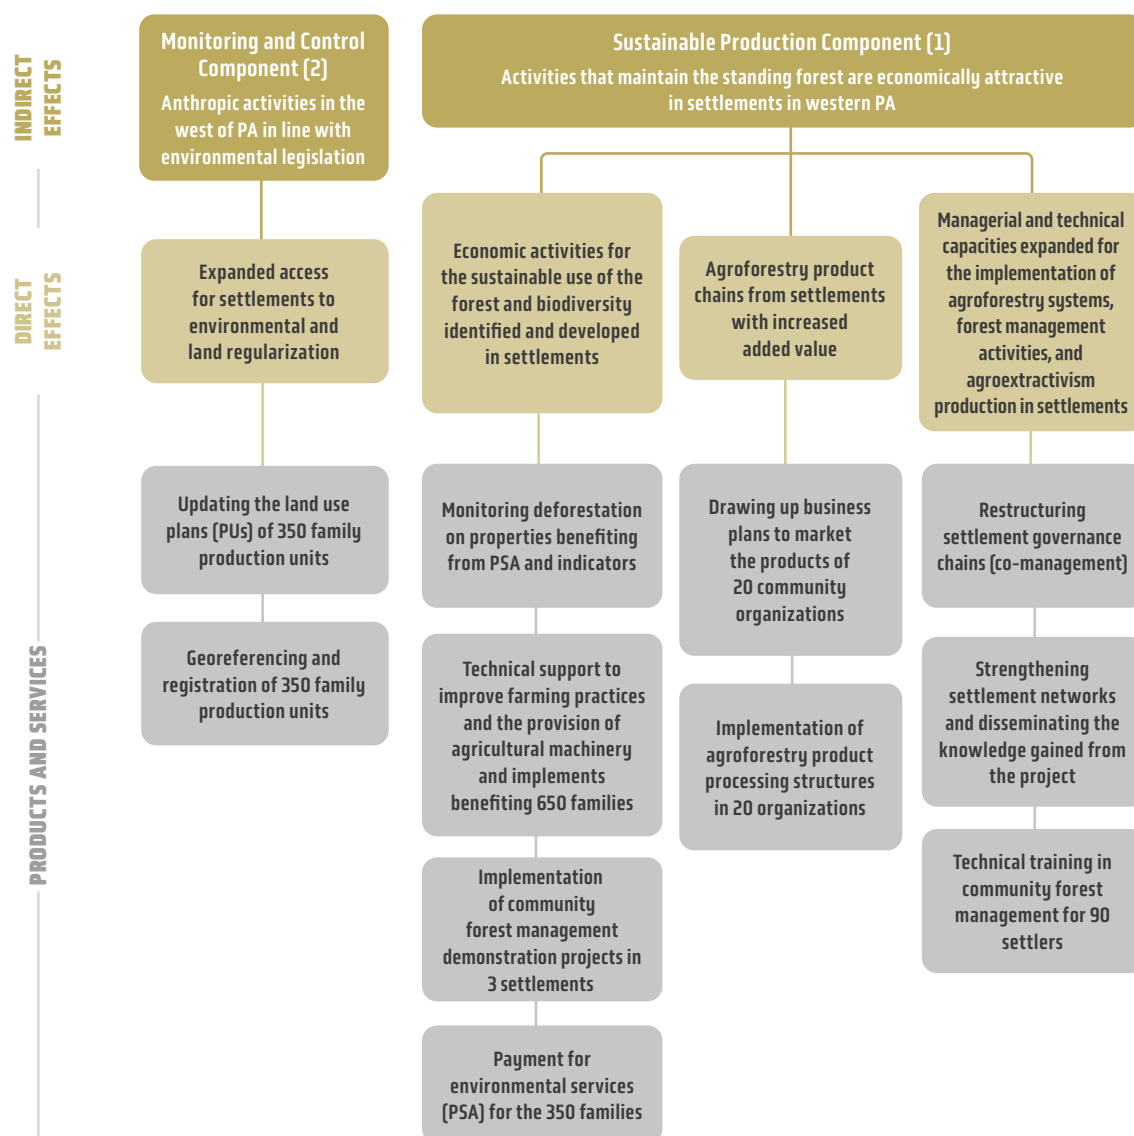 INDIRECT
EFFECTS
Monitoring and Control
Component (2)
Anthropic activities in the
west of PA in line with
environmental legislation
Sustainable Production Component (1)
Activities that maintain the standing forest are economically attractive
in settlements in western PA
DIRECT
EFFECTS
Expanded access
for settlements to
environmental and
land regularization
Economic activities for
the sustainable use of the
forest and biodiversity
identified and developed
in settlements
Agroforestry product
chains from settlements
with increased
added value
Managerial and technical
capacities expanded for
the implementation of
agroforestry systems,
forest management
activities, and
agroextractivism
production in settlements
PRODUCTS AND SERVICES
Updating the land use
plans (PUs) of 350 family
production units
Georeferencing and
registration of 350 family
production units
Monitoring deforestation
on properties benefiting
from PSA and indicators
Technical support to
improve farming practices
and the provision of
agricultural machinery
and implements
benefiting 650 families
Implementation
of community
forest management
demonstration projects in
3 settlements
Payment for
environmental services
(PSA) for the 350 families
Drawing up business
plans to market
the products of
20 community
organizations
Implementation of
agroforestry product
processing structures
in 20 organizations
Restructuring
settlement governance
chains (co-management)
Strengthening
settlement networks
and disseminating the
knowledge gained from
the project
Technical training in
community forest
management for 90
settlers